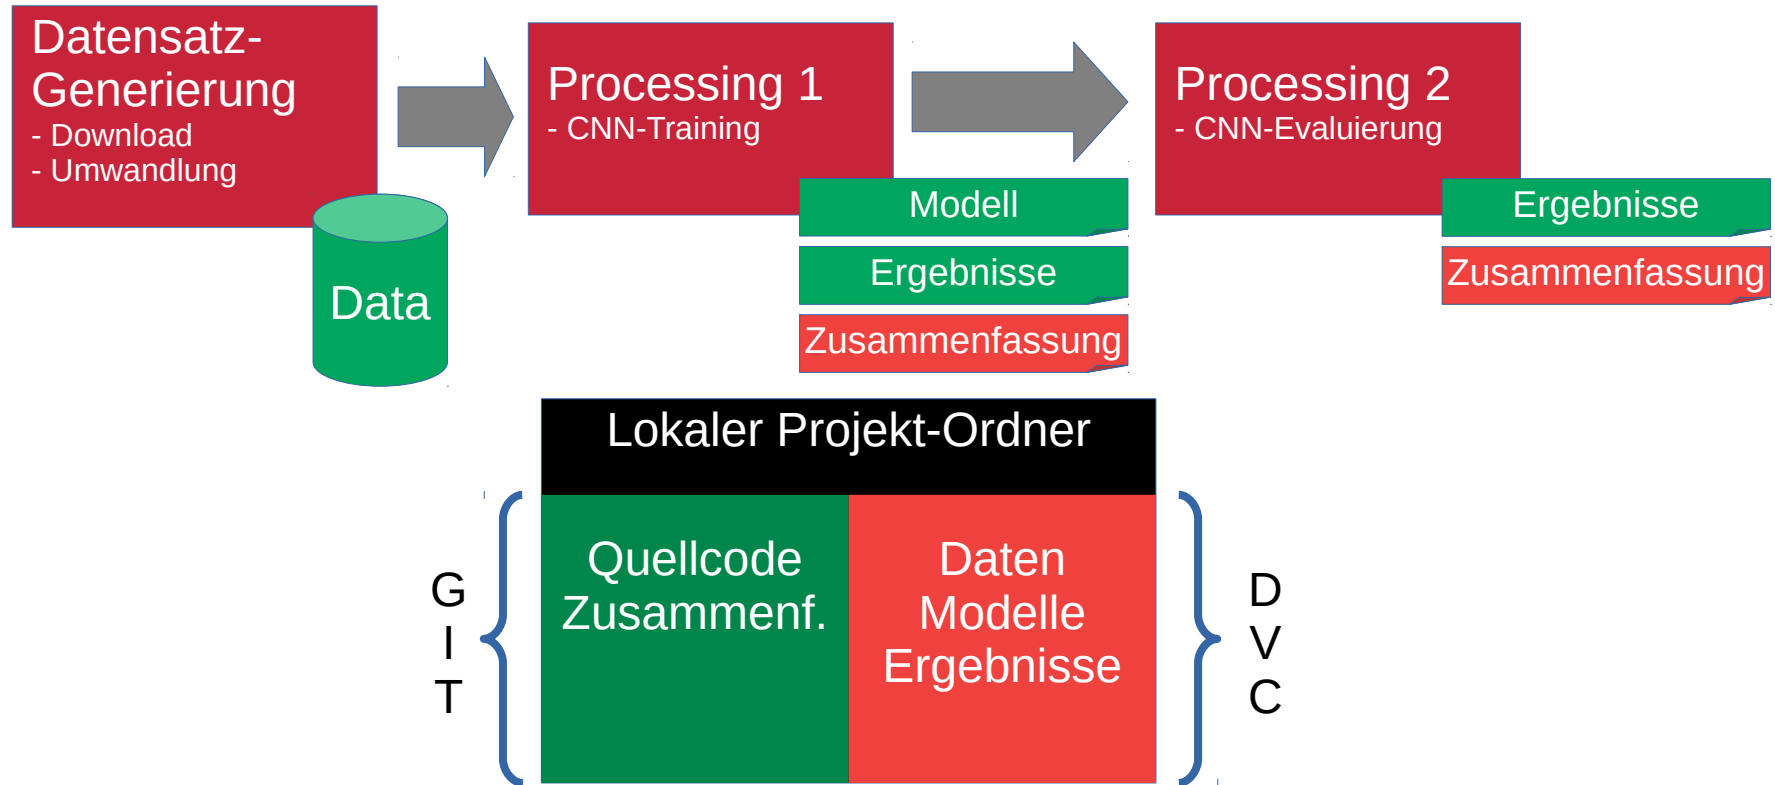 Datensatz-
Generierung
- Download
- Umwandlung
Data
Processing 1
- CNN-Training
Modell
Ergebnisse
Zusammenfassung
Processing 2
- CNN-Evaluierung
Ergebnisse
Zusammenfassung
Lokaler Projekt-Ordner
G
I
T
Quellcode
Zusammenf.
Daten
Modelle
Ergebnisse
D
V
C